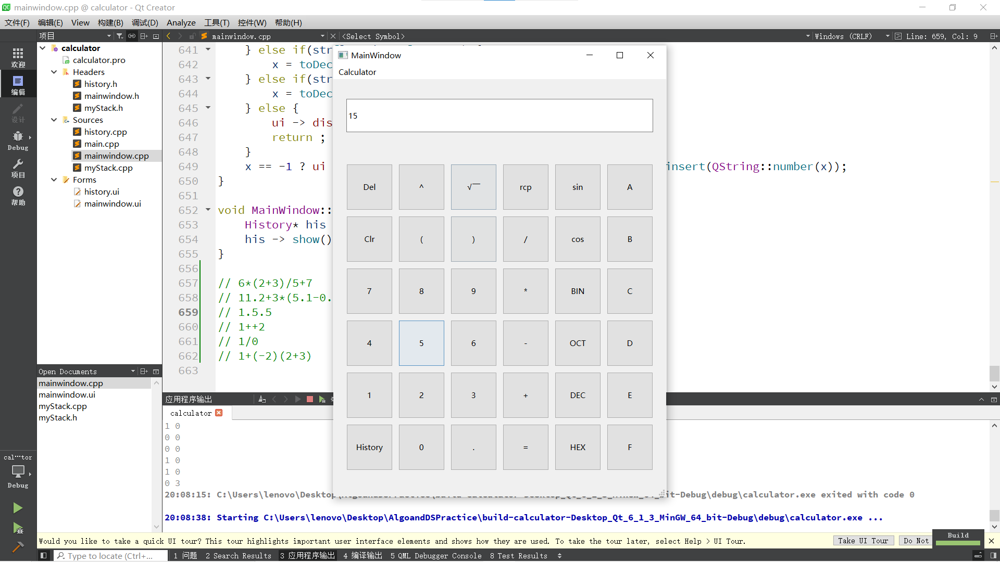 mainwindow.cpp @ calculator - Qt Creator
文件(F) 编辑(E) View 构建(B) 调试(D) Analyze 工具(T) 控件(W) 帮助(H)
项目
mainwindow.cpp
<Select Symbol>
Windows (CRLF)
Line: 659, Col: 9
欢迎
编辑
设计
Debug
项目
帮助
calculator
calculator.pro
Headers
history.h
mainwindow.h
myStack.h
Sources
history.cpp
main.cpp
mainwindow.cpp
myStack.cpp
Forms
history.ui
mainwindow.ui
Open Documents
mainwindow.cpp
mainwindow.ui
myStack.cpp
myStack.h
cal···tor
Debug
641 } else if(str
642 x = toDec
643 } else if(str
644 x = toDec
645 } else {
646 ui -> dis
647 return ;
648 }
649 x == -1 ? ui insert(QString::number(x));
650 }
651
652 void MainWindow::
653 History* his
654 his -> show()
655 }
656
657 // 6*(2+3)/5+7
658 // 11.2+3*(5.1-0.
659 // 1.5.5
660 // 1++2
661 // 1/0
662 // 1+(-2)(2+3)
663
MainWindow
Calculator
15
Del ^ √￣ rcp sin A
Clr ( ) / cos B
7 8 9 * BIN C
4 5 6 - OCT D
1 2 3 + DEC E
History 0 . = HEX F
应用程序输出
calculator
1 0
0 0
0 0
1 0
1 0
0 3
20:08:15: C:\Users\lenovo\Desktop it-Debug\debug\calculator.exe exited with code 0
20:08:38: Starting C:\Users\lenovo\Desktop\AlgoandDSPractice\build-calculator-Desktop_Qt_6_1_3_MinGW_64_bit-Debug\debug\calculator.exe ...
Would you like to take a quick UI tour? This tour highlights important user interface elements and shows how they are used. To take the tour later, select Help > UI Tour.
Take UI Tour
Do Not
Build
Type to locate (Ctrl+...
1 问题 2 Search Results 3 应用程序输出 4 编译输出 5 QML Debugger Console 8 Test Results